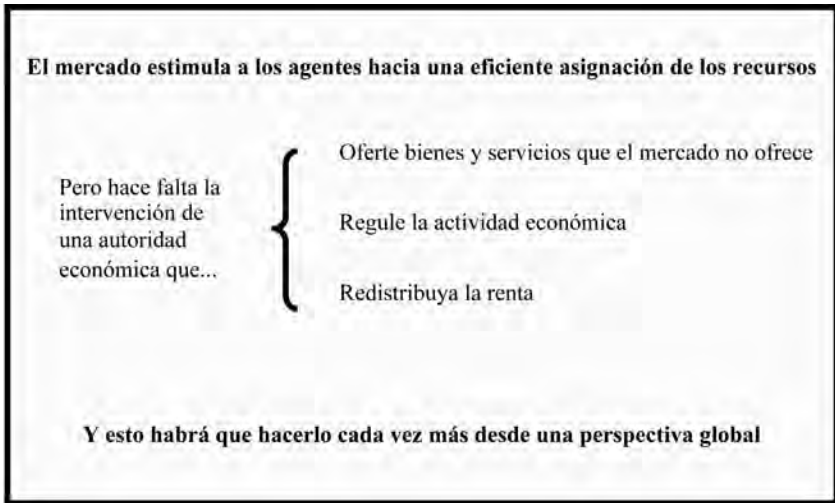 El mercado estimula a los agentes hacia una eficiente asignación de los recursos
Pero hace falta la
intervención de
una autoridad
económica que...
Oferte bienes y servicios que el mercado no ofrece
Regule la actividad económica
Redistribuya la renta
Y esto habrá que hacerlo cada vez más desde una perspectiva global